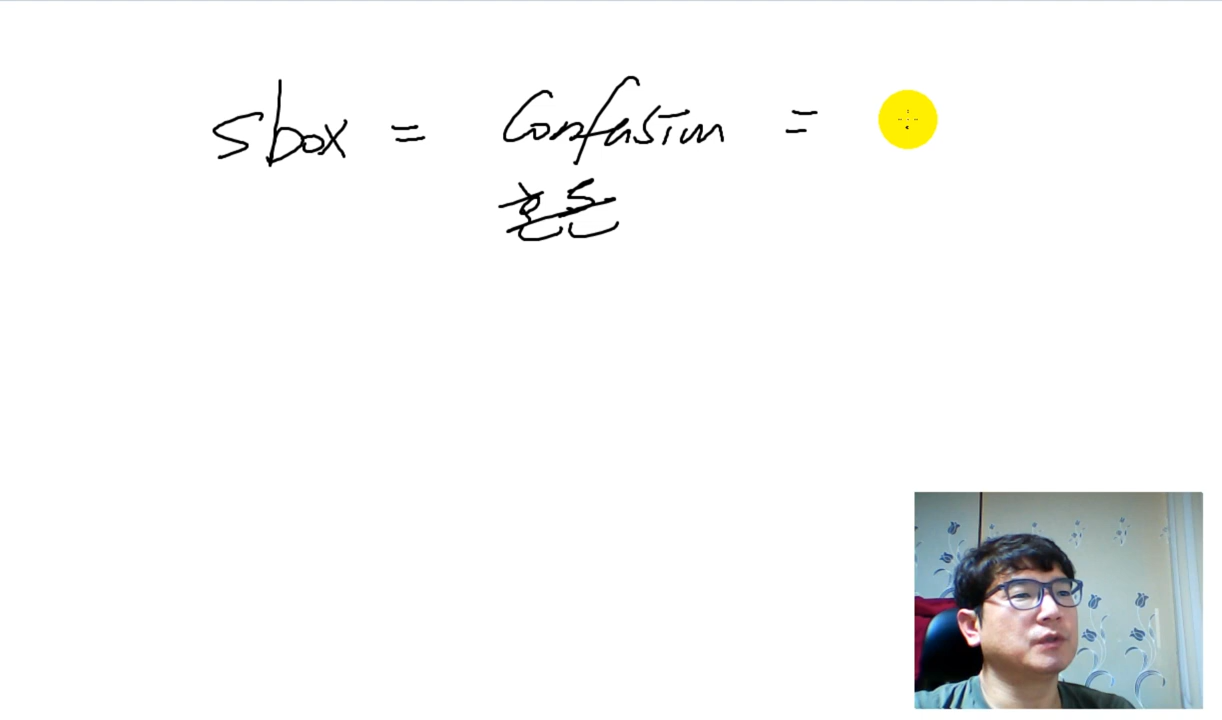 sbox = Confusion =
혼돈